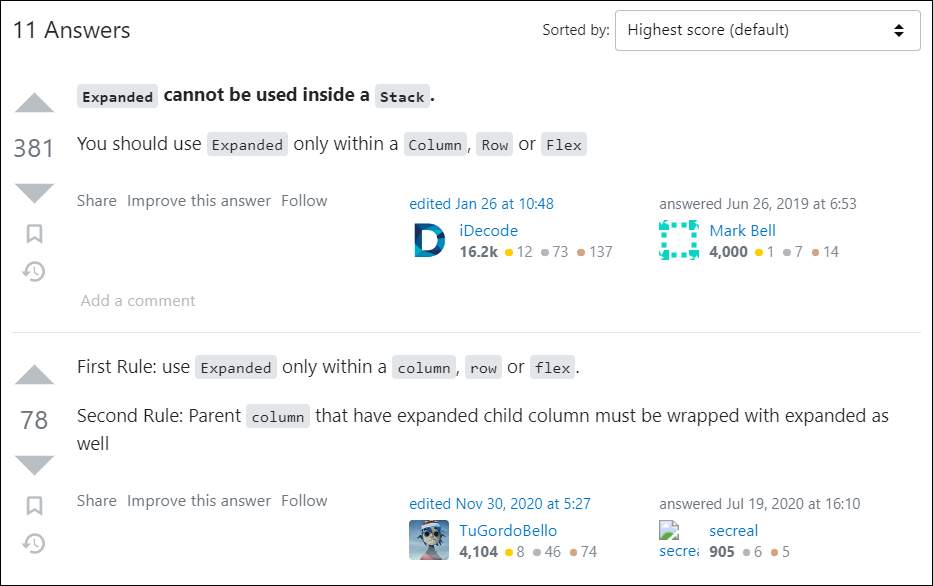 11 Answers
Sorted by: Highest score (default)
Expanded cannot be used inside a Stack.
381
You should use Expanded only within a Column, Row or Flex
Share Improve this answer Follow
edited Jan 26 at 10:48
iDecode
16.2k 12 73 137
answered Jun 26, 2019 at 6:53
Mark Bell
4,000 1 7 14
Add a comment
First Rule: use Expanded only within a column, row or flex.
78
Second Rule: Parent column that have expanded child column must be wrapped with expanded as
well
Share Improve this answer Follow
edited Nov 30, 2020 at 5:27
TuGordoBello
4,104 8 46 74
answered Jul 19, 2020 at 16:10
secrea
secreal
905 6 5